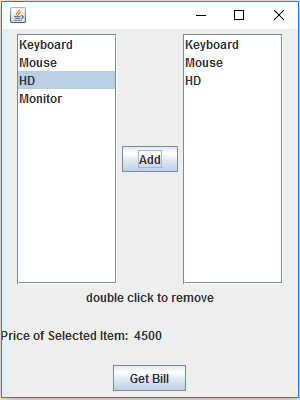 Keyboard
Mouse
HD
Monitor
Add
Keyboard
Mouse
HD
double click to remove
Price of Selected Item: 4500
Get Bill